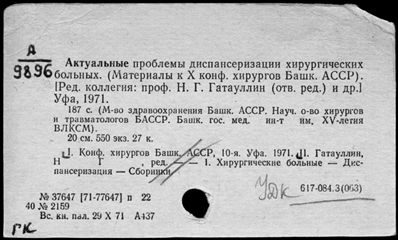 А
9896
Актуальные проблемы диспансеризации хирургических
больных. (Материалы к X конф. хирургов Башк. АССР).
[Ред. коллегия: проф. Н. Г. Гатауллин (отв. ред.) и др.]
Уфа, 1971.
187 с. (М-во здравоохранения Башк. АССР. Науч. о-во хирургов
и травматологов БАССР. Башк. гос. мед. ин-т им. XV-летия
ВЛКСМ).
20 см. 550 экз. 27 к.
I. Конф. хирургов Башк. АССР, 10-я. Уфа. 1971. II. Гатауллин,
Н Г , ред. — 1. Хирургические больные — Дис-
пансеризация — Сборники.
УДК 617-084.3(063)
№ 37647 [71-77647] п 22
40 № 2159
Вс. кн. пал. 29 X 71 А437
ГК